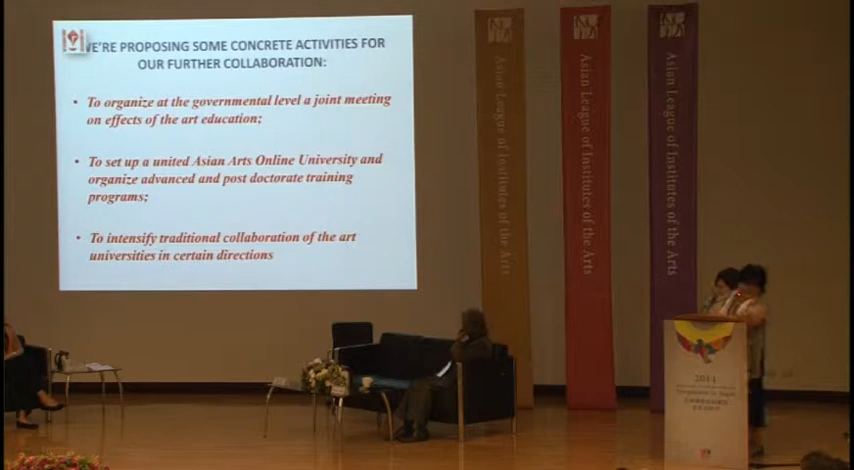 WE'RE PROPOSING SOME CONCRETE ACTIVITIES FOR
OUR FURTHER COLLABORATION:
• To organize at the governmental level a joint meeting
on effects of the art education;
• To set up a united Asian Arts Online University and
organize advanced and post doctorate training
programs;
• To intensify traditional collaboration of the art
universities in certain directions
Asian League of Institutes of the Arts
Asian League of Institutes of the Arts
Asian League of Institutes of the Arts
2014